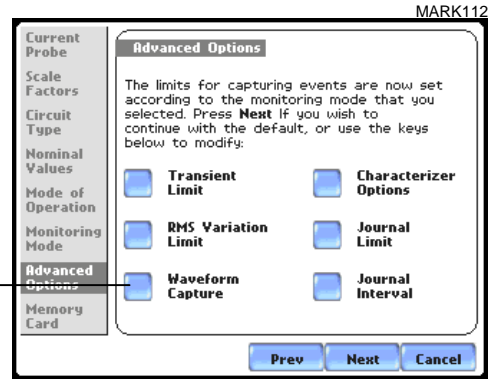 MARK112
Current
Probe
Scale
Factors
Circuit
Type
Nominal
Values
Mode of
Operation
Monitoring
Mode
Advanced
Options
Memory
Card
Advanced Options
The limits for capturing events are now set
according to the monitoring mode that you
selected. Press Next If you wish to
continue with the default, or use the keys
below to modify:
Transient
Limit
Characterizer
Options
RMS Variation
Limit
Journal
Limit
Waveform
Capture
Journal
Interval
Prev
Next
Cancel